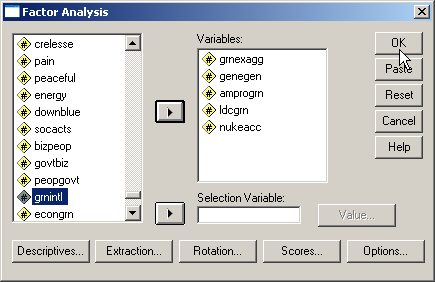 Factor Analysis
crelesse
pain
peaceful
energy
downblue
socacts
bizpeop
govtbiz
peopgovt
grnintl
econgrn
Variables:
grnexagg
genegen
amprogrn
ldcgrn
nukeacc
Selection Variable:
Value...
OK
Paste
Reset
Cancel
Help
Descriptives...
Extraction...
Rotation...
Scores...
Options...